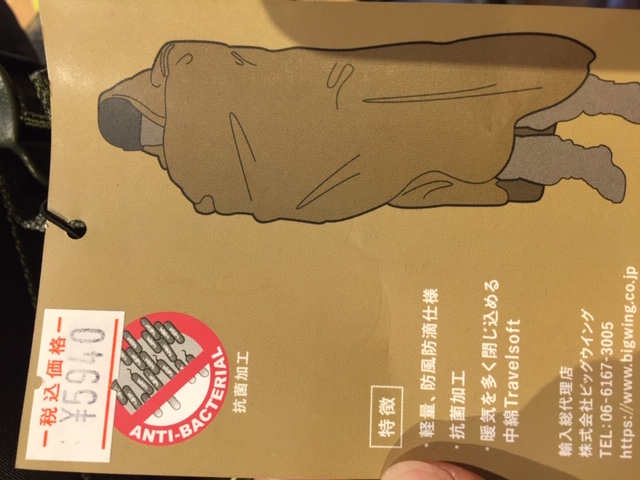 税込価格
¥5940
ANTI-BACTERIAL
抗菌加工
特徴
・軽量、防風防滴仕様
・抗菌加工
・暖気を多く閉じ込める
中綿Travelsoft
輸入総代理店
株式会社ビッグウイング
TEL:06-6167-3005
https://www.bigwing.co.jp